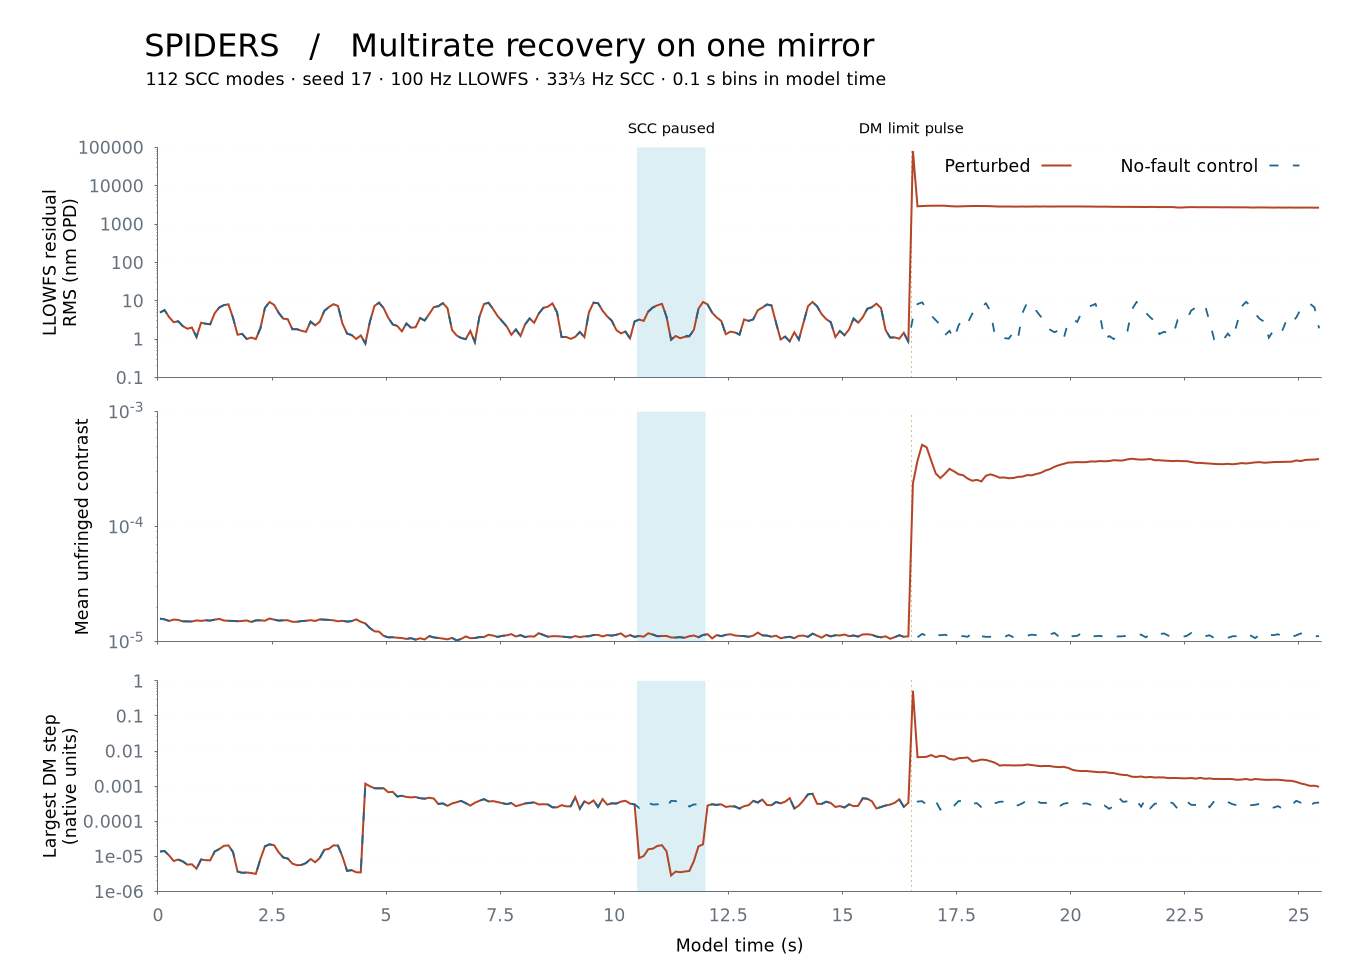 SPIDERS / Multirate recovery on one mirror
112 SCC modes · seed 17 · 100 Hz LLOWFS · 33⅓ Hz SCC · 0.1 s bins in model time
SCC paused
DM limit pulse
Perturbed
No-fault control
LLOWFS residual
RMS (nm OPD)
100000
10000
1000
100
10
1
0.1
Mean unfringed contrast
10-3
10-4
10-5
Largest DM step
(native units)
1
0.1
0.01
0.001
0.0001
1e-05
1e-06
0 2.5 5 7.5 10 12.5 15 17.5 20 22.5 25
Model time (s)